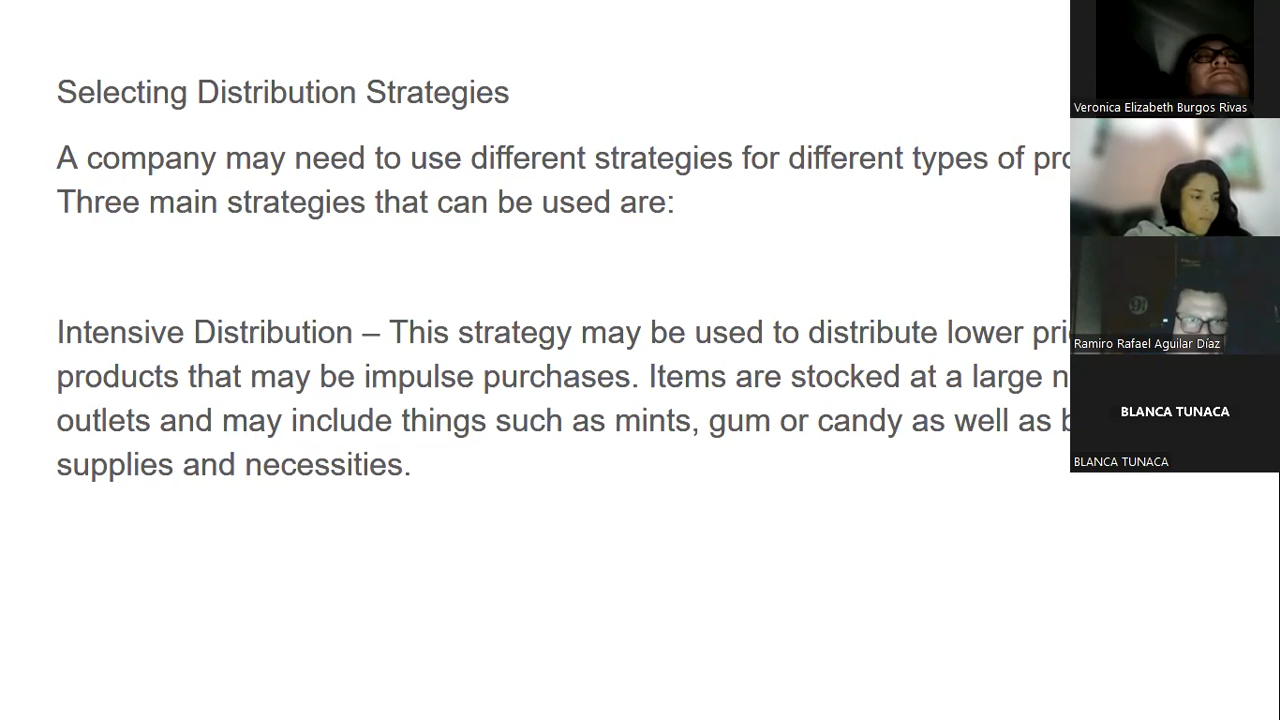 Selecting Distribution Strategies
A company may need to use different strategies for different types of
Three main strategies that can be used are:
Intensive Distribution – This strategy may be used to distribute lower
products that may be impulse purchases. Items are stocked at a large
outlets and may include things such as mints, gum or candy as well as
supplies and necessities.
Veronica Elizabeth Burgos Rivas
Ramiro Rafael Aguilar Díaz
BLANCA TUNACA
BLANCA TUNACA